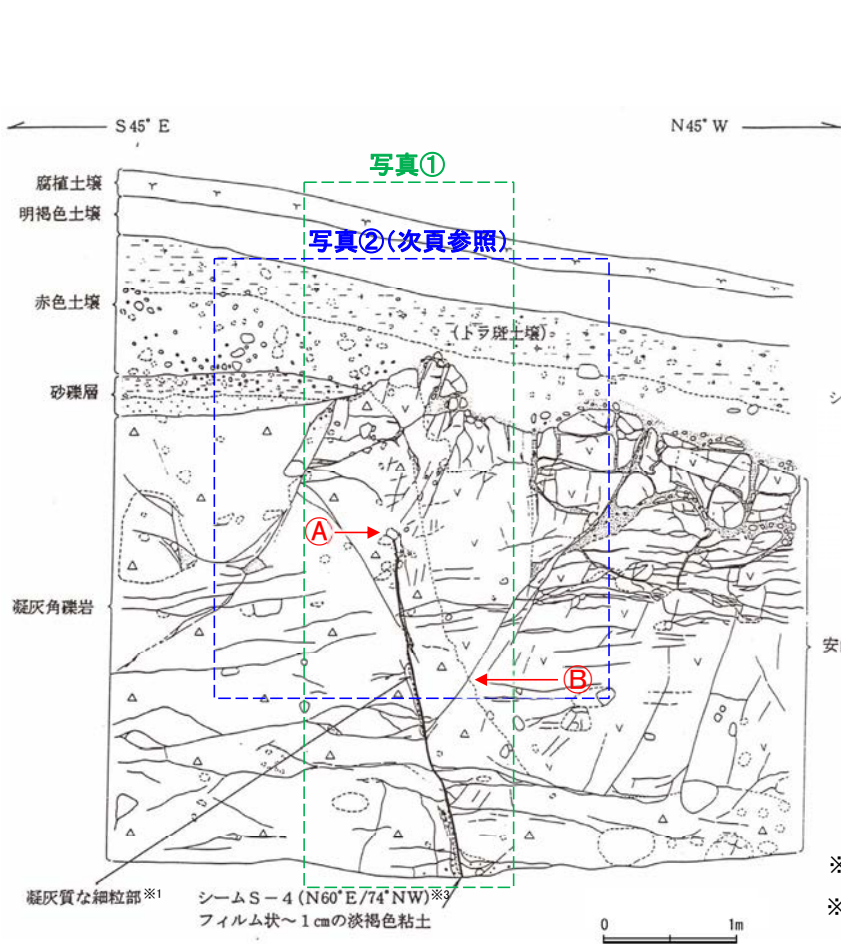 S45°E
N45°W
写真①
腐植土壌
明褐色土壌
写真②(次頁参照)
赤色土壌
(トラ斑土壌)
砂礫層
シ
Ⓐ
凝灰角礫岩
安
Ⓑ
※
凝灰質な細粒部※1
シームS-4(N60°E/74°NW)※3
フィルム状~1㎝の淡褐色粘土
※
0
1m